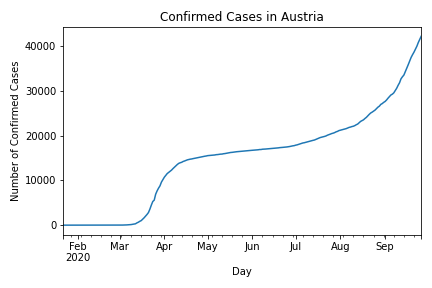 Confirmed Cases in Austria
Number of Confirmed Cases
40000
30000
20000
10000
0
Feb Mar Apr May Jun Jul Aug Sep
2020
Day